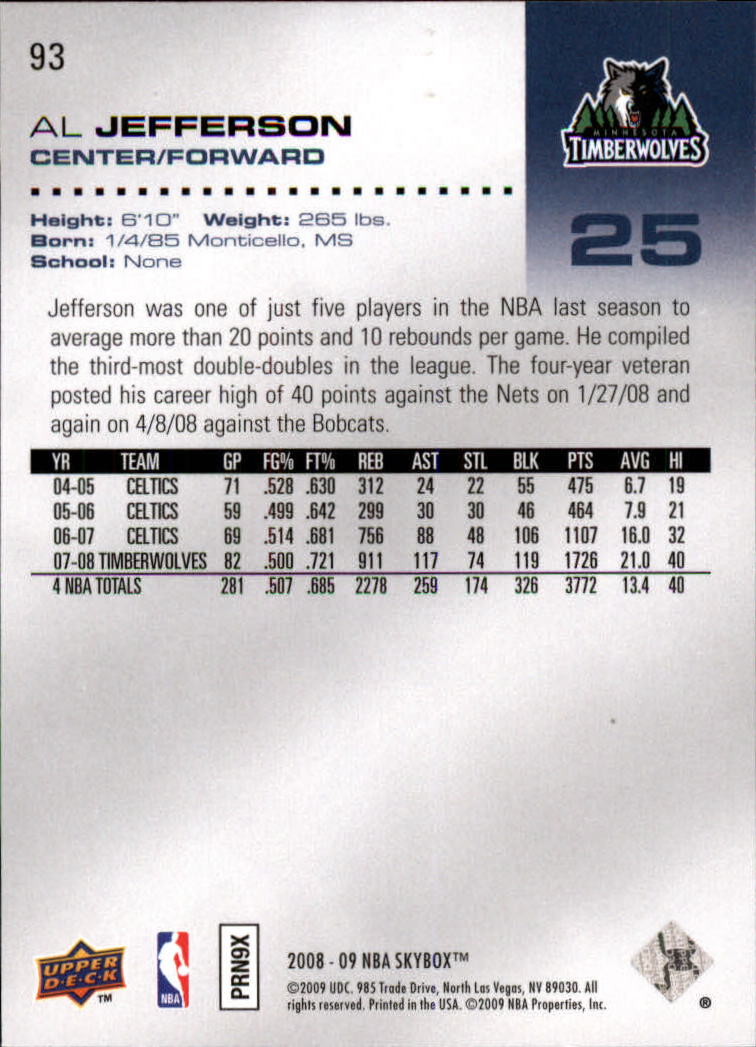 93
MINNESOTA
TIMBERWOLVES
AL JEFFERSON
CENTER/FORWARD
25
Height: 6'10" Weight: 265 lbs.
Born: 1/4/85 Monticello, MS
School: None
Jefferson was one of just five players in the NBA last season to
average more than 20 points and 10 rebounds per game. He compiled
the third-most double-doubles in the league. The four-year veteran
posted his career high of 40 points against the Nets on 1/27/08 and
again on 4/8/08 against the Bobcats.
YR TEAM GP FG% FT% REB AST STL BLK PTS AVG HI
04-05 CELTICS 71 .528 .630 312 24 22 55 475 6.7 19
05-06 CELTICS 59 .499 .642 299 30 30 46 464 7.9 21
06-07 CELTICS 69 .514 .681 756 88 48 106 1107 16.0 32
07-08 TIMBERWOLVES 82 .500 .721 911 117 74 119 1726 21.0 40
4 NBA TOTALS 281 .507 .685 2278 259 174 326 3772 13.4 40
UPPER
D·E·C·K
TM
NBA
PRN9X
2008 - 09 NBA SKYBOX™
©2009 UDC. 985 Trade Drive, North Las Vegas, NV 89030. All
rights reserved. Printed in the USA. ©2009 NBA Properties, Inc.
®